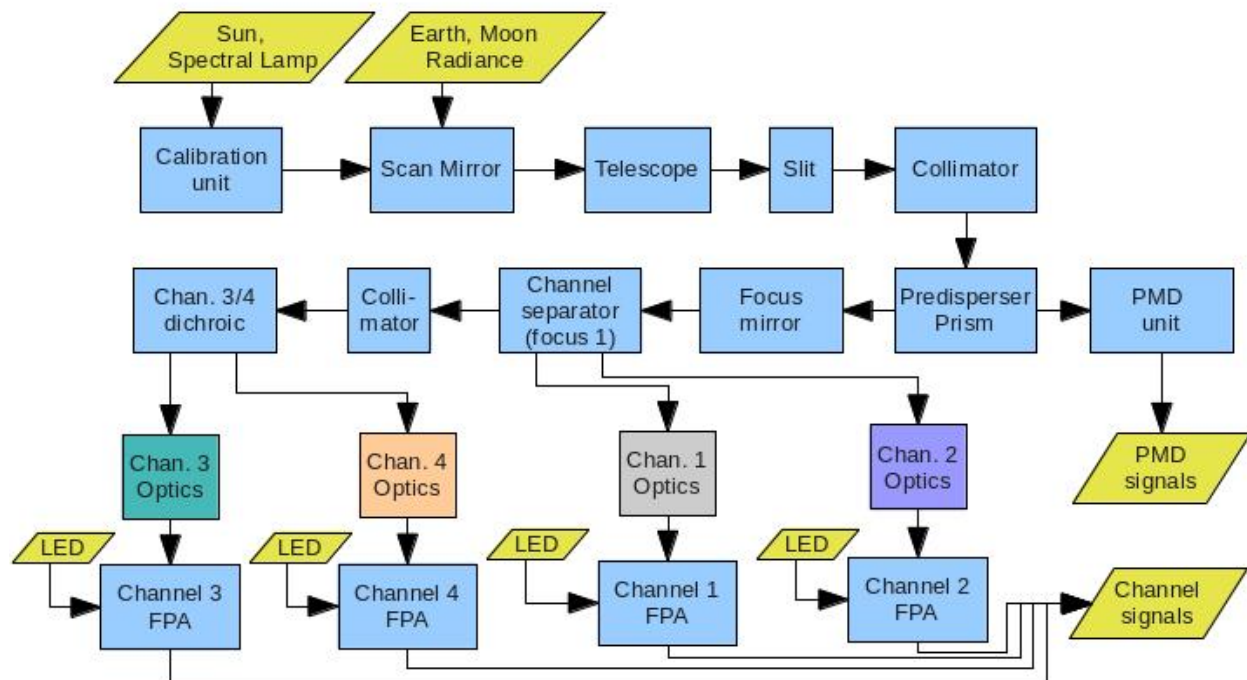 Sun,
Spectral Lamp
Earth, Moon
Radiance
Calibration
unit
Scan Mirror
Telescope
Slit
Collimator
Chan. 3/4
dichroic
Colli-
mator
Channel
separator
(focus 1)
Focus
mirror
Predisperser
Prism
PMD
unit
Chan. 3
Optics
Chan. 4
Optics
Chan. 1
Optics
Chan. 2
Optics
PMD
signals
LED
LED
LED
LED
Channel 3
FPA
Channel 4
FPA
Channel 1
FPA
Channel 2
FPA
Channel
signals